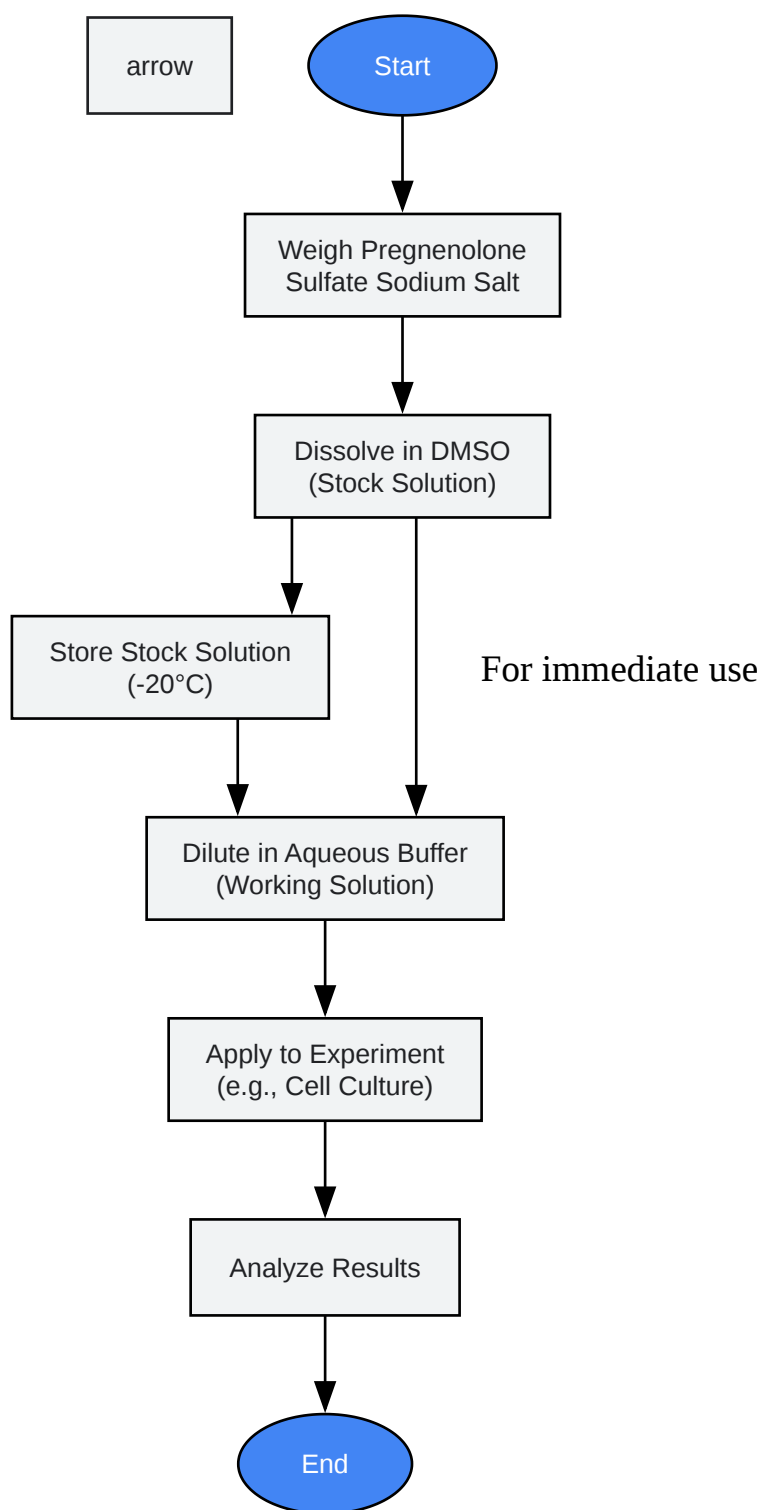 arrow
Start
Weigh Pregnenolone
Sulfate Sodium Salt
Dissolve in DMSO
(Stock Solution)
Store Stock Solution
(-20°C)
For immediate use
Dilute in Aqueous Buffer
(Working Solution)
Apply to Experiment
(e.g., Cell Culture)
Analyze Results
End